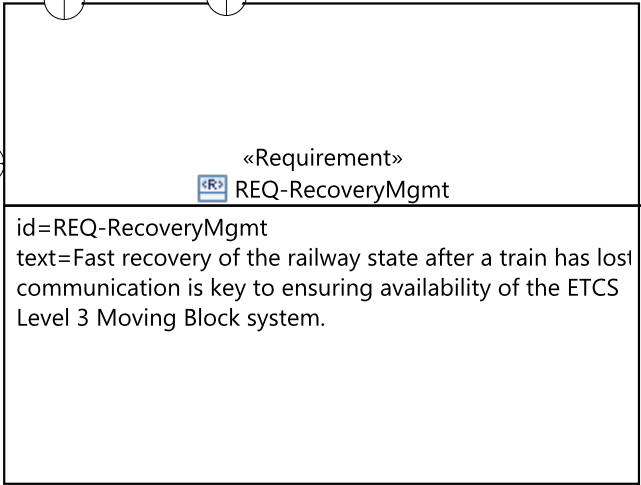 «Requirement»
<R> REQ-RecoveryMgmt
id=REQ-RecoveryMgmt
text=Fast recovery of the railway state after a train has lost
communication is key to ensuring availability of the ETCS
Level 3 Moving Block system.